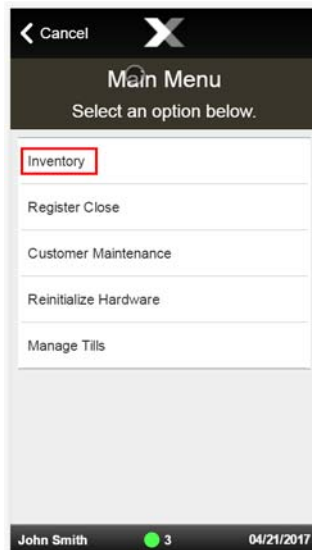 Cancel
Main Menu
Select an option below.
Inventory
Register Close
Customer Maintenance
Reinitialize Hardware
Manage Tills
John Smith 3 04/21/2017